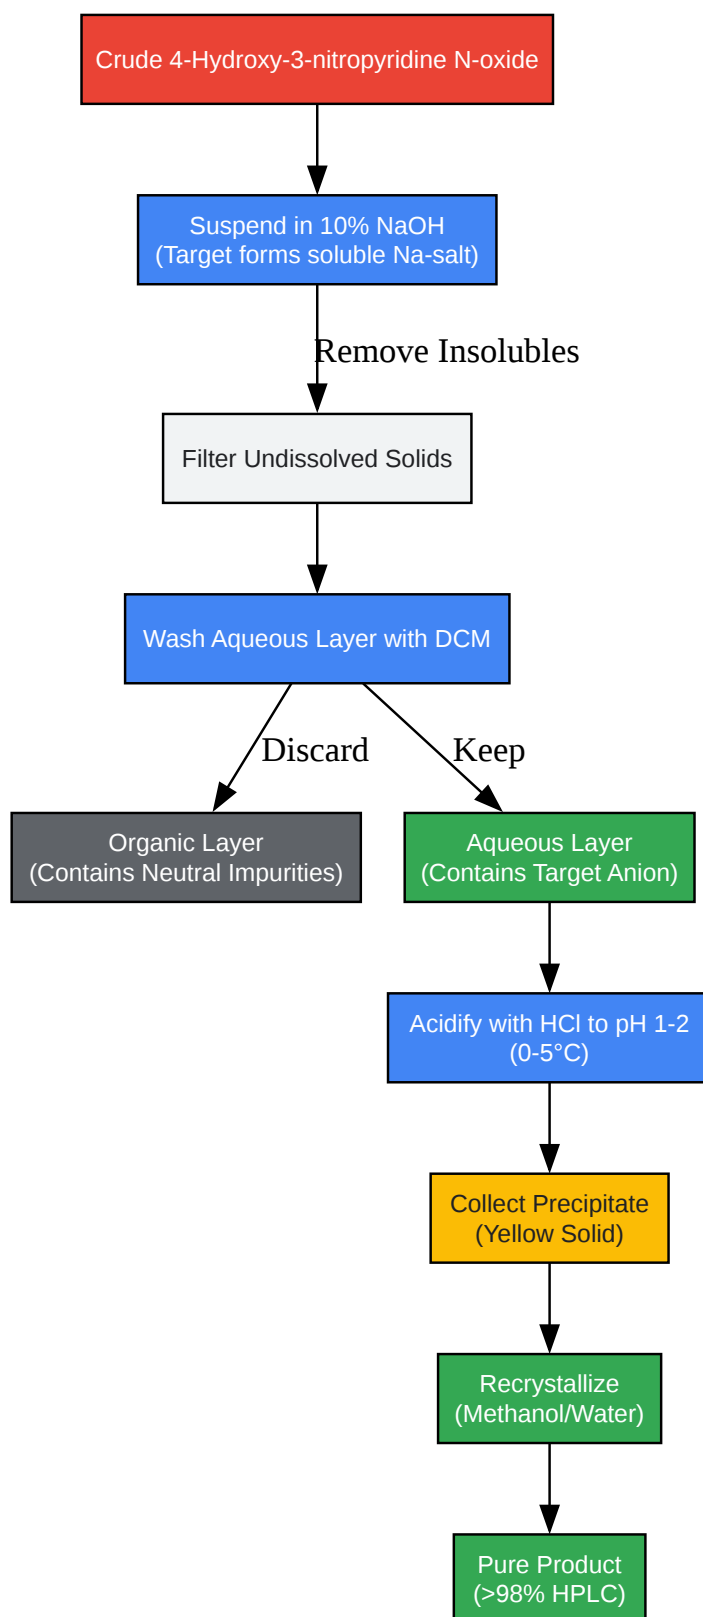 Crude 4-Hydroxy-3-nitropyridine N-oxide
Suspend in 10% NaOH
(Target forms soluble Na-salt)
Remove Insolubles
Filter Undissolved Solids
Wash Aqueous Layer with DCM
Discard
Keep
Organic Layer
(Contains Neutral Impurities)
Aqueous Layer
(Contains Target Anion)
Acidify with HCl to pH 1-2
(0-5°C)
Collect Precipitate
(Yellow Solid)
Recrystallize
(Methanol/Water)
Pure Product
(>98% HPLC)